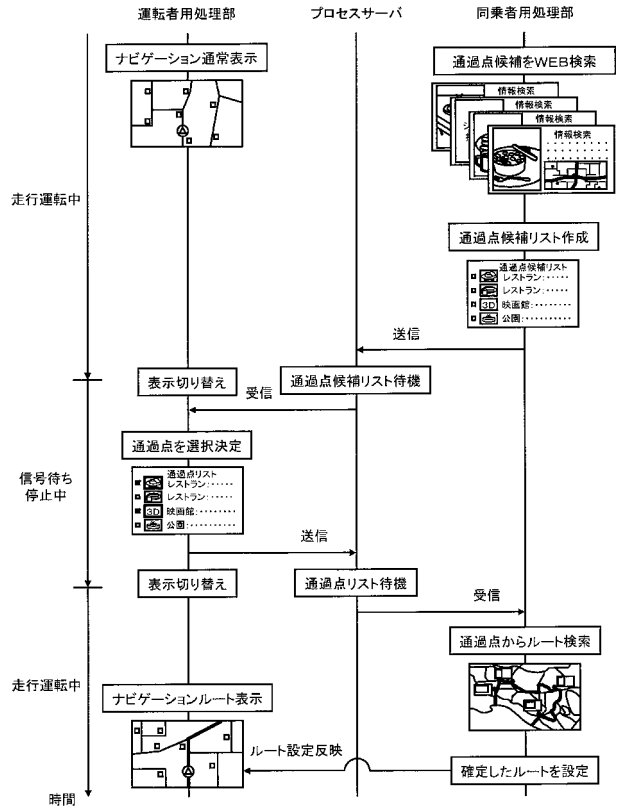 運転者用処理部
プロセスサーバ
同乗者用処理部
ナビゲーション通常表示
通過点候補をWEB検索
情報検索
情報検索
情報検索
情報検索
走行運転中
通過点候補リスト作成
通過点候補リスト
レストラン:・・・・・
レストラン:・・・・・
3D 映画館:・・・・・・・・
公園:・・・・・・・・
送信
表示切り替え
通過点候補リスト待機
受信
通過点を選択決定
信号待ち
停止中
通過点リスト
レストラン:・・・・・
レストラン:・・・・・
3D 映画館:・・・・・・・・
公園:・・・・・・・・
送信
表示切り替え
通過点リスト待機
受信
通過点からルート検索
走行運転中
ナビゲーションルート表示
ルート設定反映
確定したルートを設定
時間